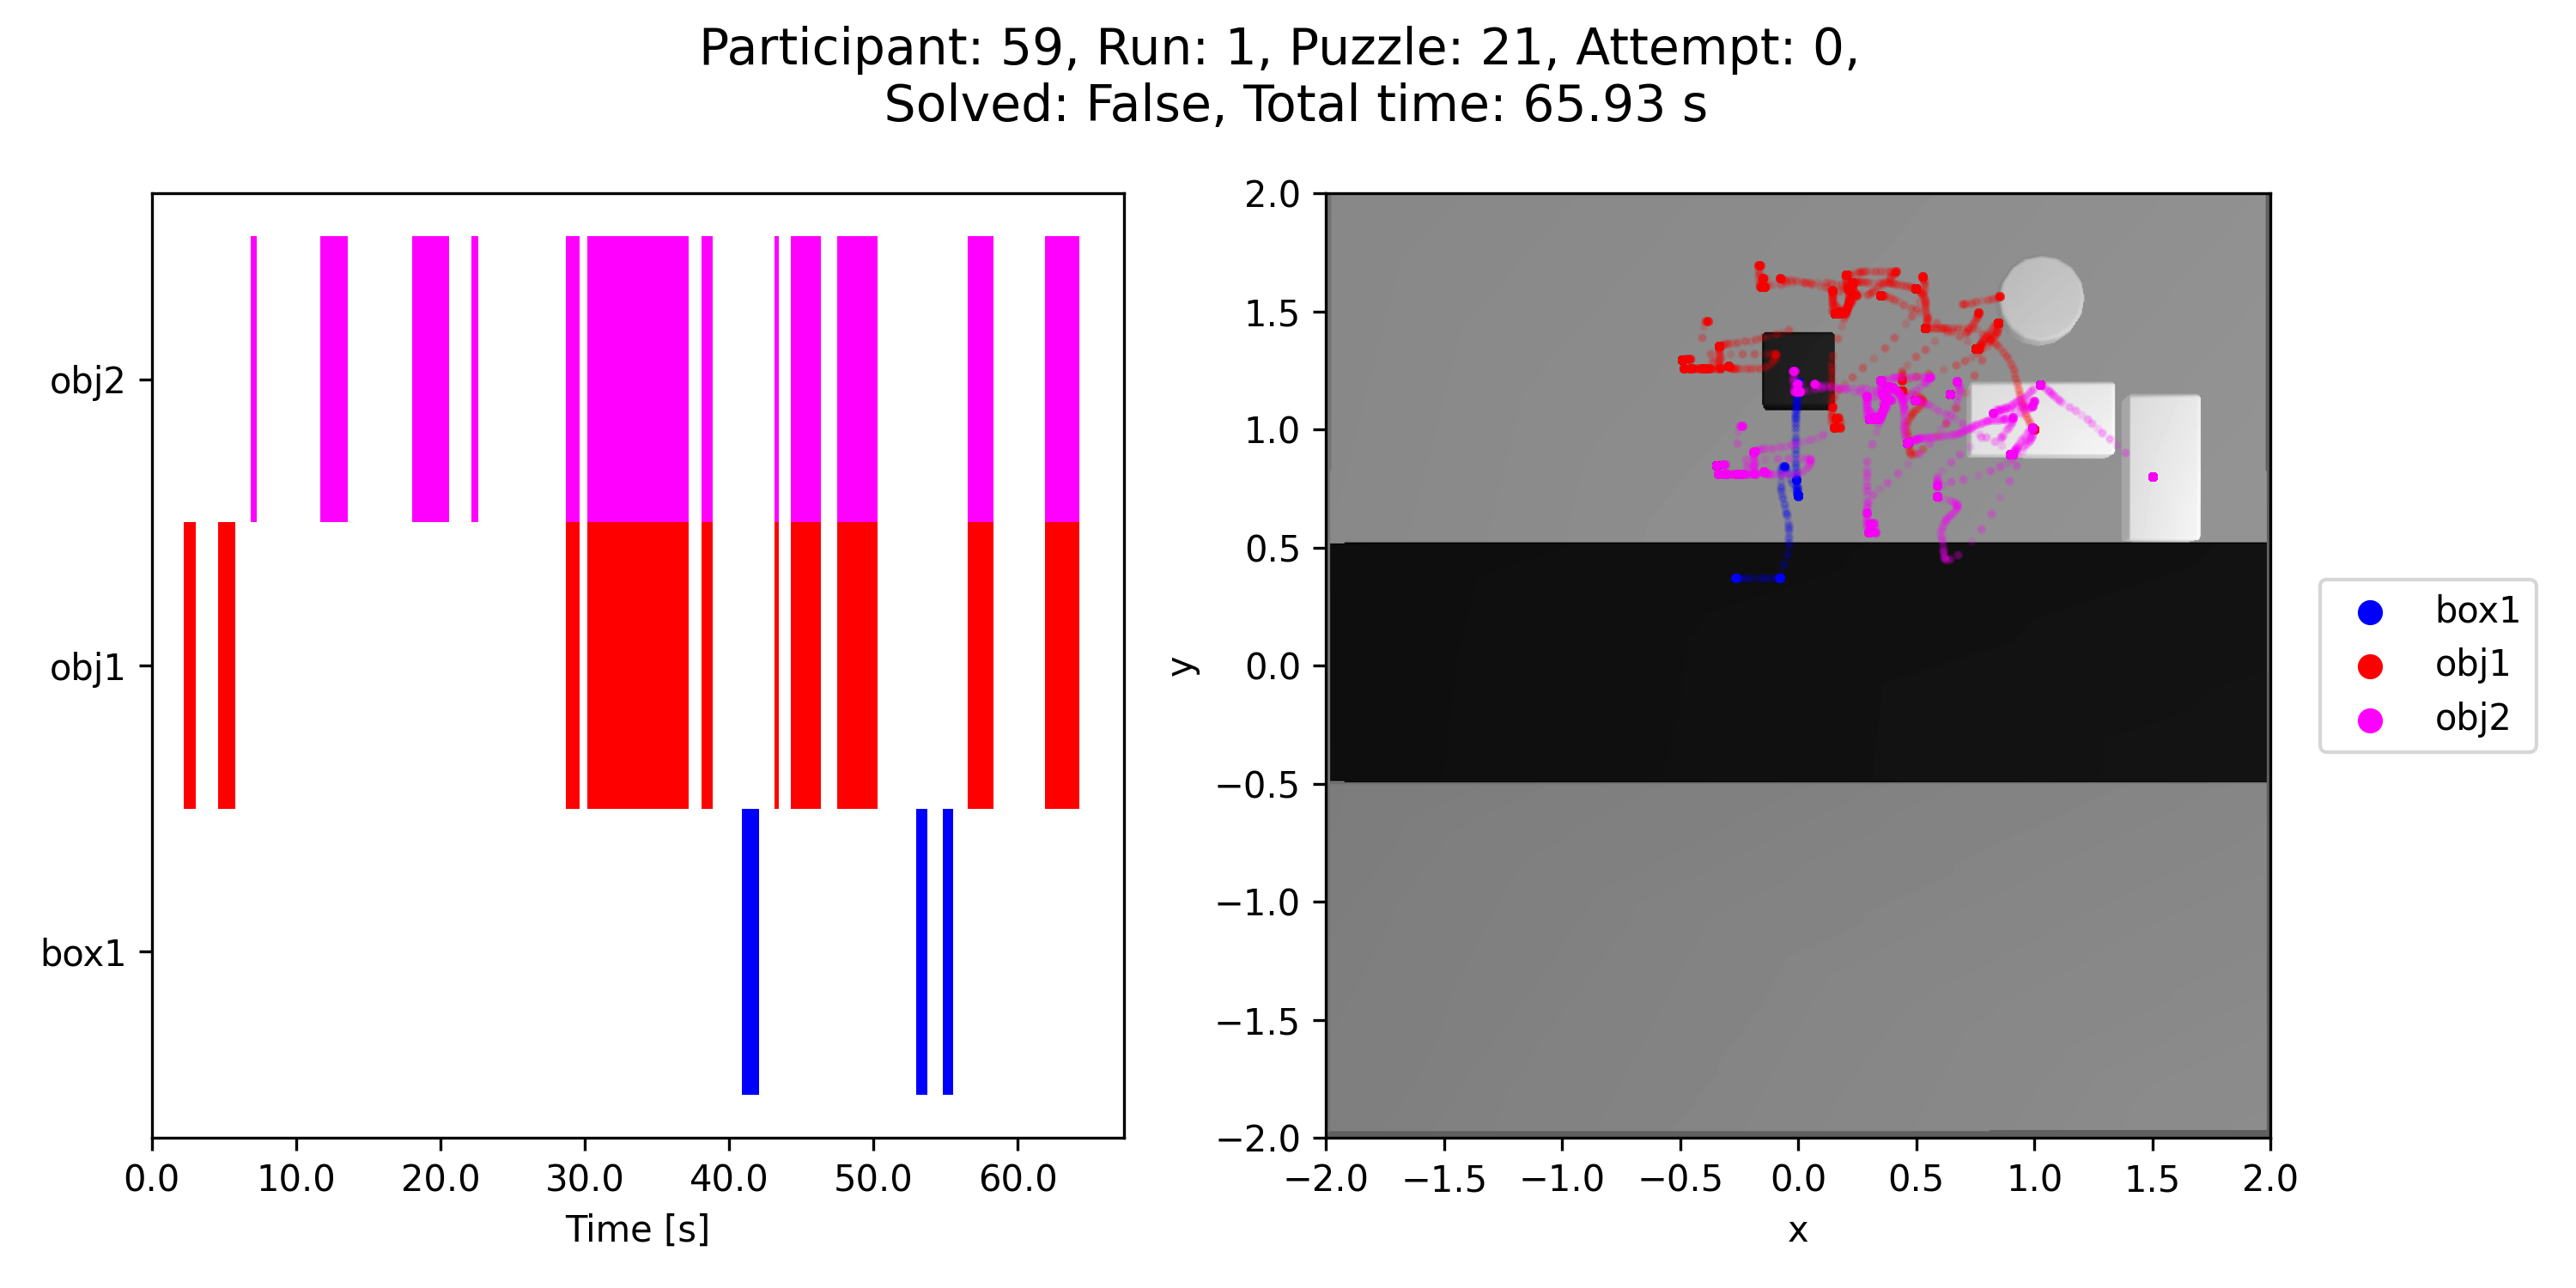 Participant: 59, Run: 1, Puzzle: 21, Attempt: 0,
Solved: False, Total time: 65.93 s
obj2
obj1
box1
0.0 10.0 20.0 30.0 40.0 50.0 60.0
Time [s]
2.0
1.5
1.0
0.5
0.0
−0.5
−1.0
−1.5
−2.0
y
−2.0 −1.5 −1.0 −0.5 0.0 0.5 1.0 1.5 2.0
x
box1
obj1
obj2